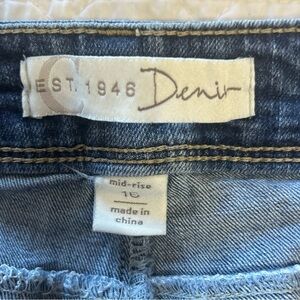 EST. 1946 Denim
mid-rise
16
made in
china